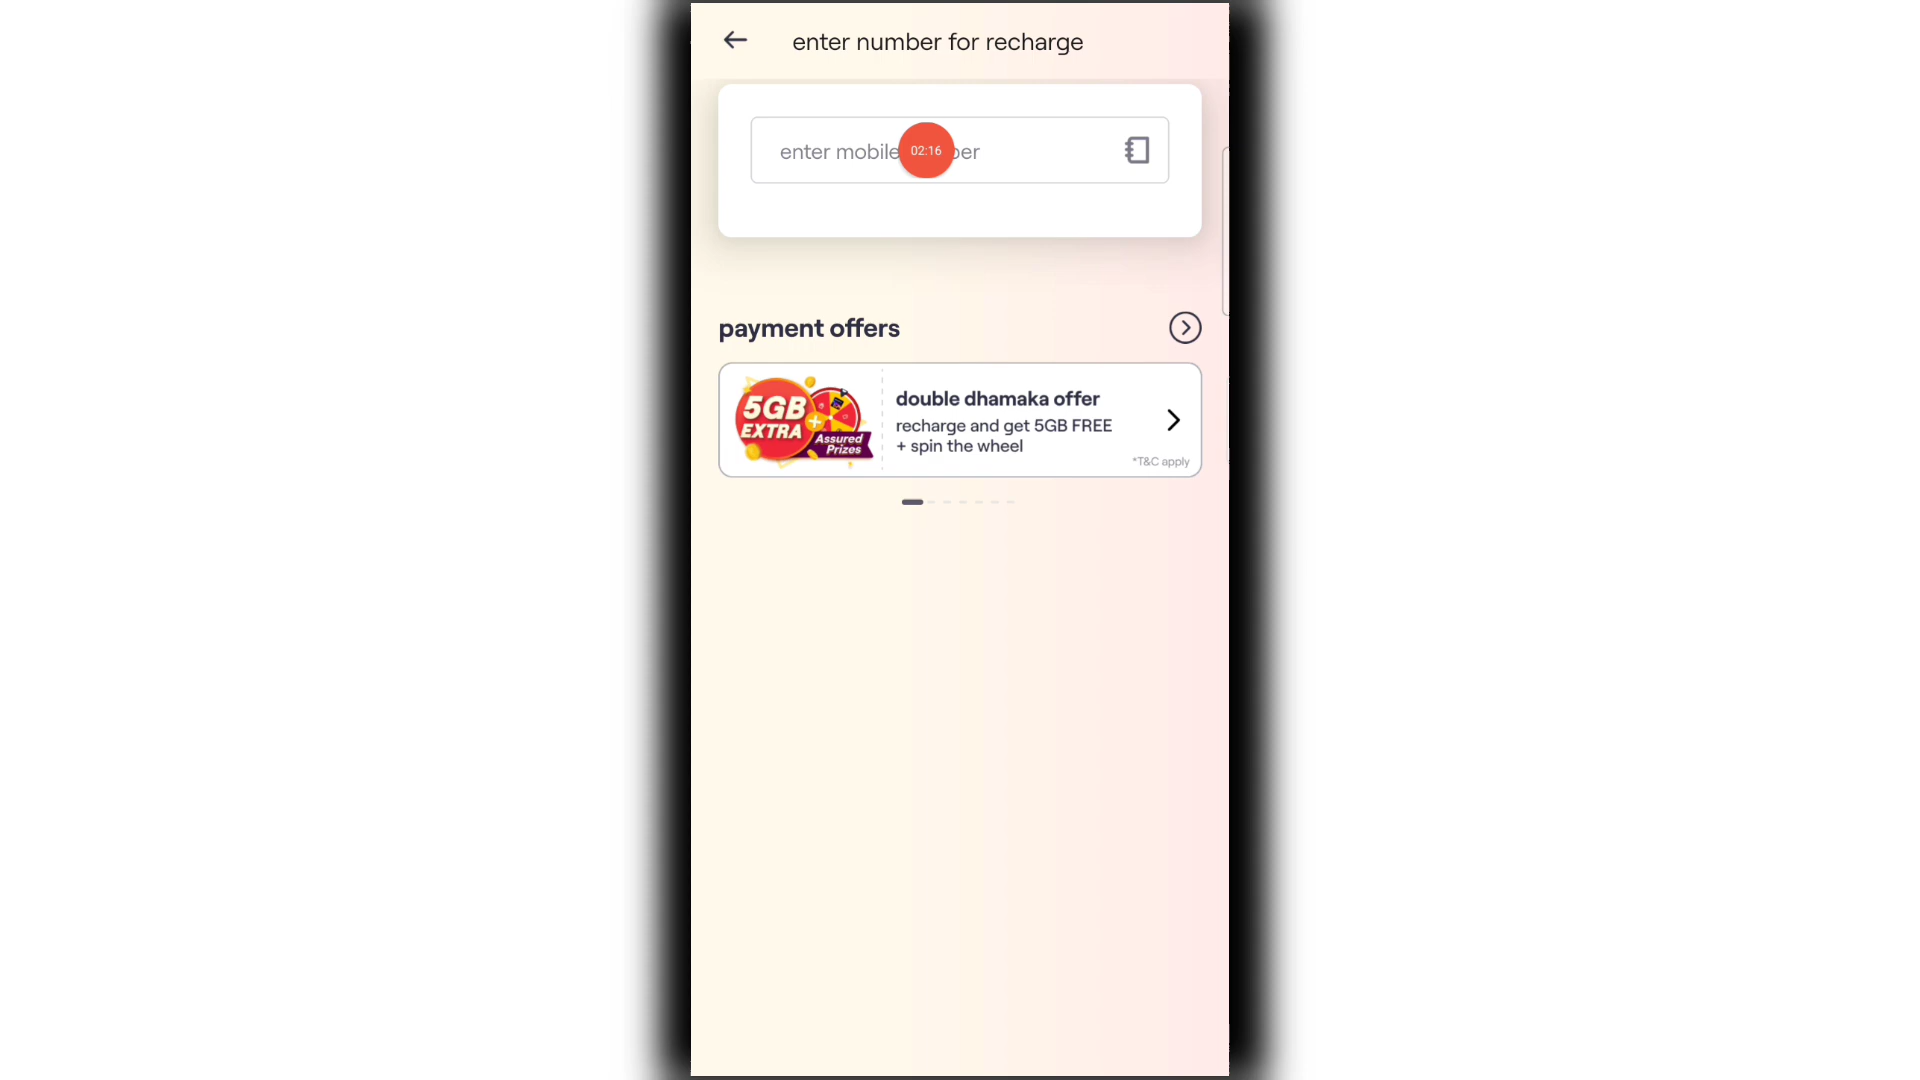 enter number for recharge
enter mobile
02:16
payment offers
5GB
EXTRA
+
Assured
Prizes
double dhamaka offer
recharge and get 5GB FREE
+ spin the wheel
*T&C apply